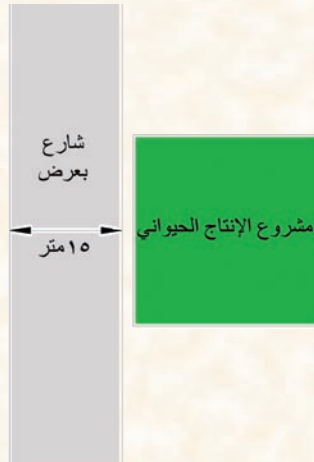 شارع
بعرض
١٥ متر
مشروع الإنتاج الحيواني